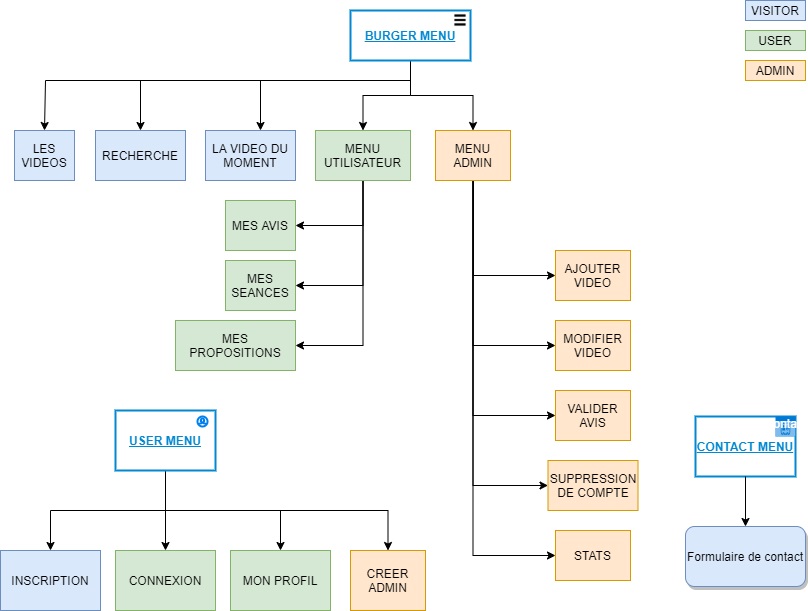 VISITOR
USER
ADMIN
BURGER MENU
LES
VIDEOS
RECHERCHE
LA VIDEO DU
MOMENT
MENU
UTILISATEUR
MENU
ADMIN
MES AVIS
MES
SEANCES
MES
PROPOSITIONS
AJOUTER
VIDEO
MODIFIER
VIDEO
VALIDER
AVIS
SUPPRESSION
DE COMPTE
STATS
USER MENU
INSCRIPTION
CONNEXION
MON PROFIL
CREER
ADMIN
CONTACT MENU
Formulaire de contact